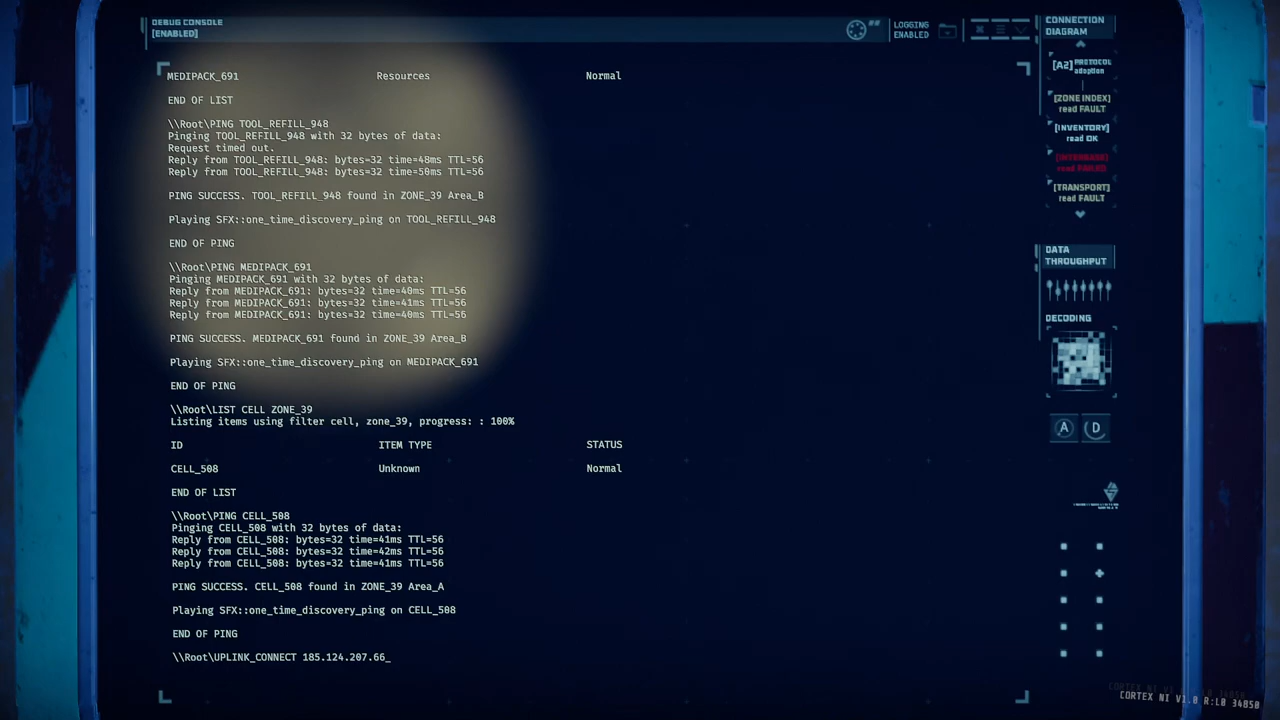 DEBUG CONSOLE
[ENABLED]
LOGGING
ENABLED
MEDIPACK_691 Resources Normal
END OF LIST
\\Root\PING TOOL_REFILL_948
Pinging TOOL_REFILL_948 with 32 bytes of data:
Request timed out.
Reply from TOOL_REFILL_948: bytes=32 time=48ms TTL=56
Reply from TOOL_REFILL_948: bytes=32 time=50ms TTL=56
PING SUCCESS. TOOL_REFILL_948 found in ZONE_39 Area_B
Playing SFX::one_time_discovery_ping on TOOL_REFILL_948
END OF PING
\\Root\PING MEDIPACK_691
Pinging MEDIPACK_691 with 32 bytes of data:
Reply from MEDIPACK_691: bytes=32 time=40ms TTL=56
Reply from MEDIPACK_691: bytes=32 time=41ms TTL=56
Reply from MEDIPACK_691: bytes=32 time=40ms TTL=56
PING SUCCESS. MEDIPACK_691 found in ZONE_39 Area_B
Playing SFX::one_time_discovery_ping on MEDIPACK_691
END OF PING
\\Root\LIST CELL ZONE_39
Listing items using filter cell, zone_39, progress: : 100%
ID ITEM TYPE STATUS
CELL_508 Unknown Normal
END OF LIST
\\Root\PING CELL_508
Pinging CELL_508 with 32 bytes of data:
Reply from CELL_508: bytes=32 time=41ms TTL=56
Reply from CELL_508: bytes=32 time=42ms TTL=56
Reply from CELL_508: bytes=32 time=41ms TTL=56
PING SUCCESS. CELL_508 found in ZONE_39 Area_A
Playing SFX::one_time_discovery_ping on CELL_508
END OF PING
\\Root\UPLINK_CONNECT 185.124.207.66_
CONNECTION
DIAGRAM
[A2] PROTOCOL
adoption
[ZONE INDEX]
read FAULT
[INVENTORY]
read OK
read FAILED
[TRANSPORT]
read FAULT
DATA
THROUGHPUT
DECODING
A D
CORTEX NI V1.0 R:L0 34850